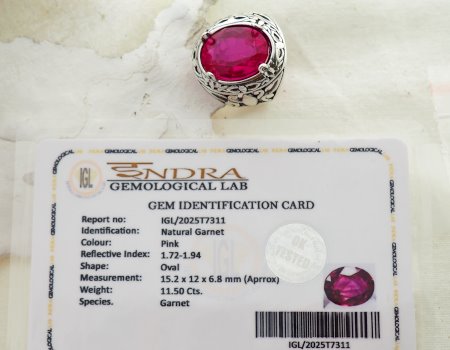 IGL
INDRA
GEMOLOGICAL LAB
GEM IDENTIFICATION CARD
Report no: IGL/2025T7311
Identification: Natural Garnet
Colour: Pink
Reflective Index: 1.72-1.94
Shape: Oval
Measurement: 15.2 x 12 x 6.8 mm (Aprrox)
Weight: 11.50 Cts.
Species. Garnet
OK
TESTED
IGL/2025T7311